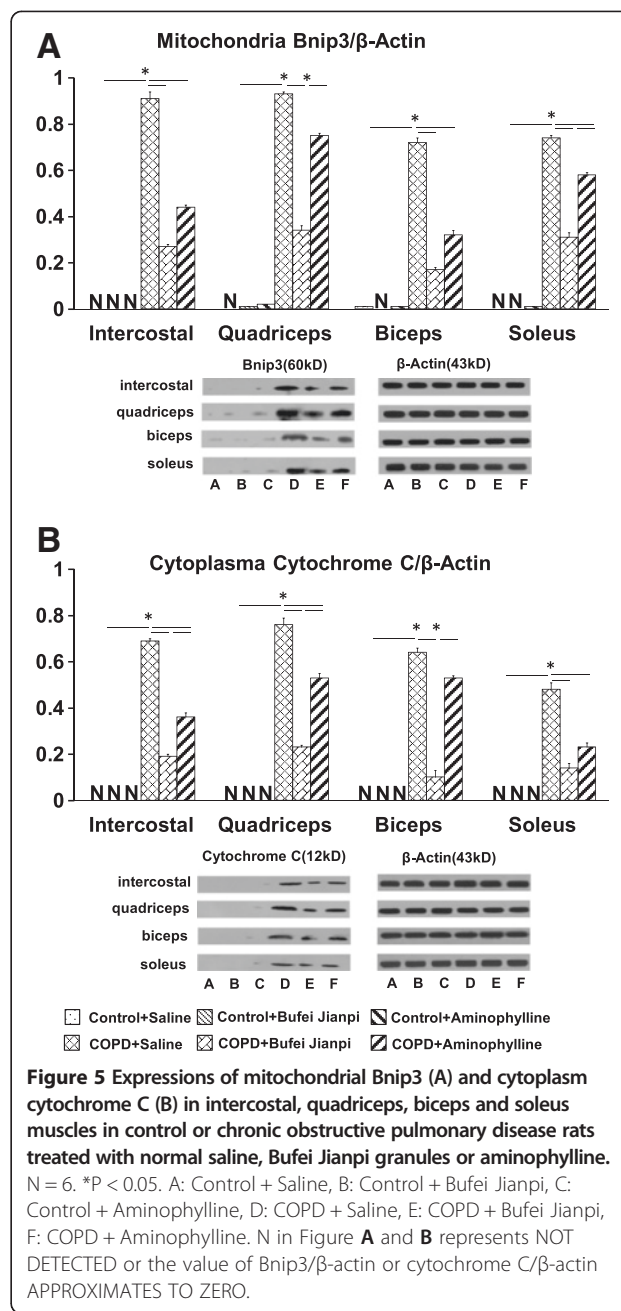 A
Mitochondria Bnip3/β-Actin
1
0.8
0.6
0.4
0.2
0
* * * * *
N N N N N N N
Intercostal Quadriceps Biceps Soleus
Bnip3(60kD) β-Actin(43kD)
intercostal
quadriceps
biceps
soleus
A B C D E F A B C D E F
B
Cytoplasma Cytochrome C/β-Actin
1
0.8
0.6
0.4
0.2
0
* * * * *
N N N N N N N N N N N N
Intercostal Quadriceps Biceps Soleus
Cytochrome C(12kD) β-Actin(43kD)
intercostal
quadriceps
biceps
soleus
A B C D E F A B C D E F
Control+Saline Control+Bufei Jianpi Control+Aminophylline
COPD+Saline COPD+Bufei Jianpi COPD+Aminophylline
Figure 5 Expressions of mitochondrial Bnip3 (A) and cytoplasm
cytochrome C (B) in intercostal, quadriceps, biceps and soleus
muscles in control or chronic obstructive pulmonary disease rats
treated with normal saline, Bufei Jianpi granules or aminophylline.
N = 6. *P < 0.05. A: Control + Saline, B: Control + Bufei Jianpi, C:
Control + Aminophylline, D: COPD + Saline, E: COPD + Bufei Jianpi,
F: COPD + Aminophylline. N in Figure A and B represents NOT
DETECTED or the value of Bnip3/β-actin or cytochrome C/β-actin
APPROXIMATES TO ZERO.